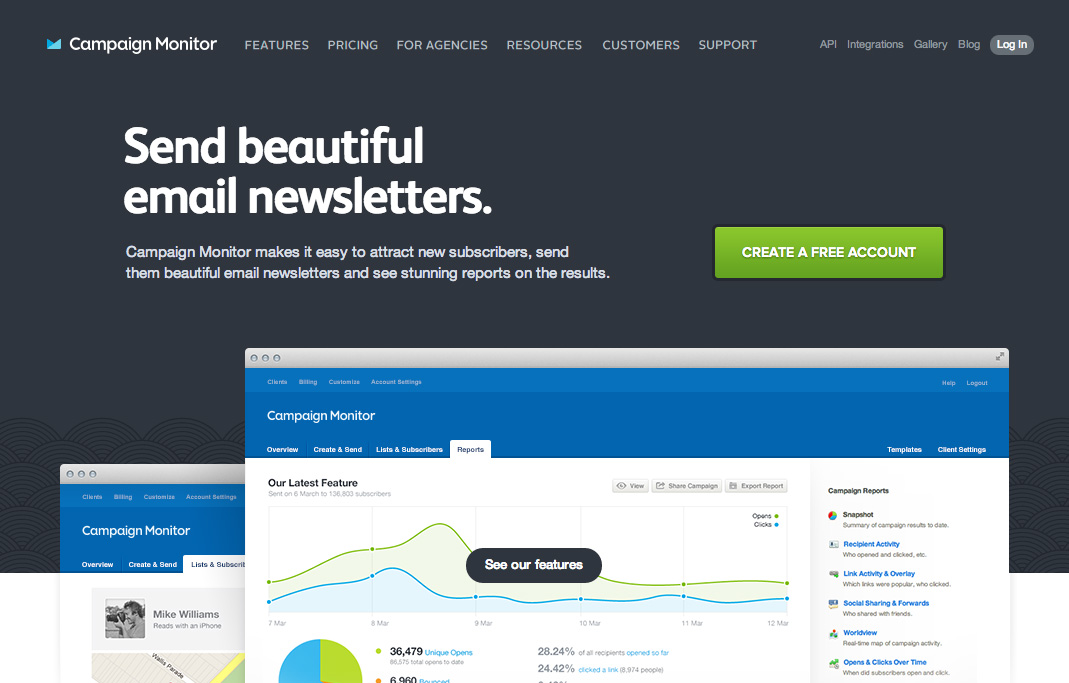 Campaign Monitor
FEATURES PRICING FOR AGENCIES RESOURCES CUSTOMERS SUPPORT
API Integrations Gallery Blog Log In
Send beautiful
email newsletters.
Campaign Monitor makes it easy to attract new subscribers, send
them beautiful email newsletters and see stunning reports on the results.
CREATE A FREE ACCOUNT
Clients Billing Customize Account Settings
Help Logout
Campaign Monitor
Overview Create & Send Lists & Subscribers Reports
Templates Client Settings
Our Latest Feature
Sent on 6 March to 136,803 subscribers
View Share Campaign Export Report
Opens
Clicks
See our features
7 Mar 8 Mar 9 Mar 10 Mar 11 Mar 12 Mar
36,479 Unique Opens
86,575 total opens to date
6,960 Bounced
28.24% of all recipients opened so far
24.42% clicked a link (8,974 people)
Campaign Reports
Snapshot
Summary of campaign results to date.
Recipient Activity
Who opened and clicked, etc.
Link Activity & Overlay
Which links were popular, who clicked.
Social Sharing & Forwards
Who shared with friends.
Worldview
Real-time map of campaign activity.
Opens & Clicks Over Time
When did subscribers open and click.
Clients Billing Customize Account Settings
Campaign Monitor
Overview Create & Send Lists & Subscrib
Mike Williams
Reads with an iPhone
Wallis Parade